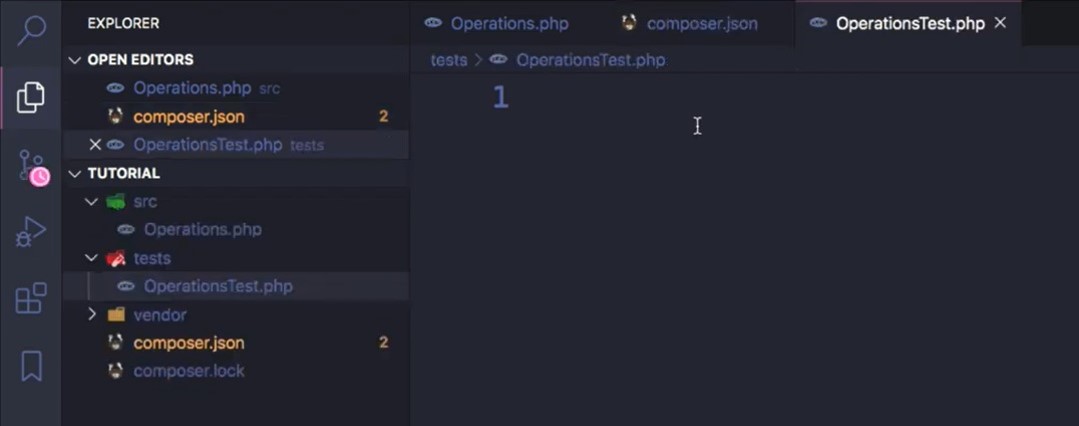 EXPLORER
OPEN EDITORS
Operations.php src
composer.json 2
OperationsTest.php tests
TUTORIAL
src
Operations.php
tests
OperationsTest.php
vendor
composer.json 2
composer.lock
Operations.php composer.json OperationsTest.php
tests > OperationsTest.php
1